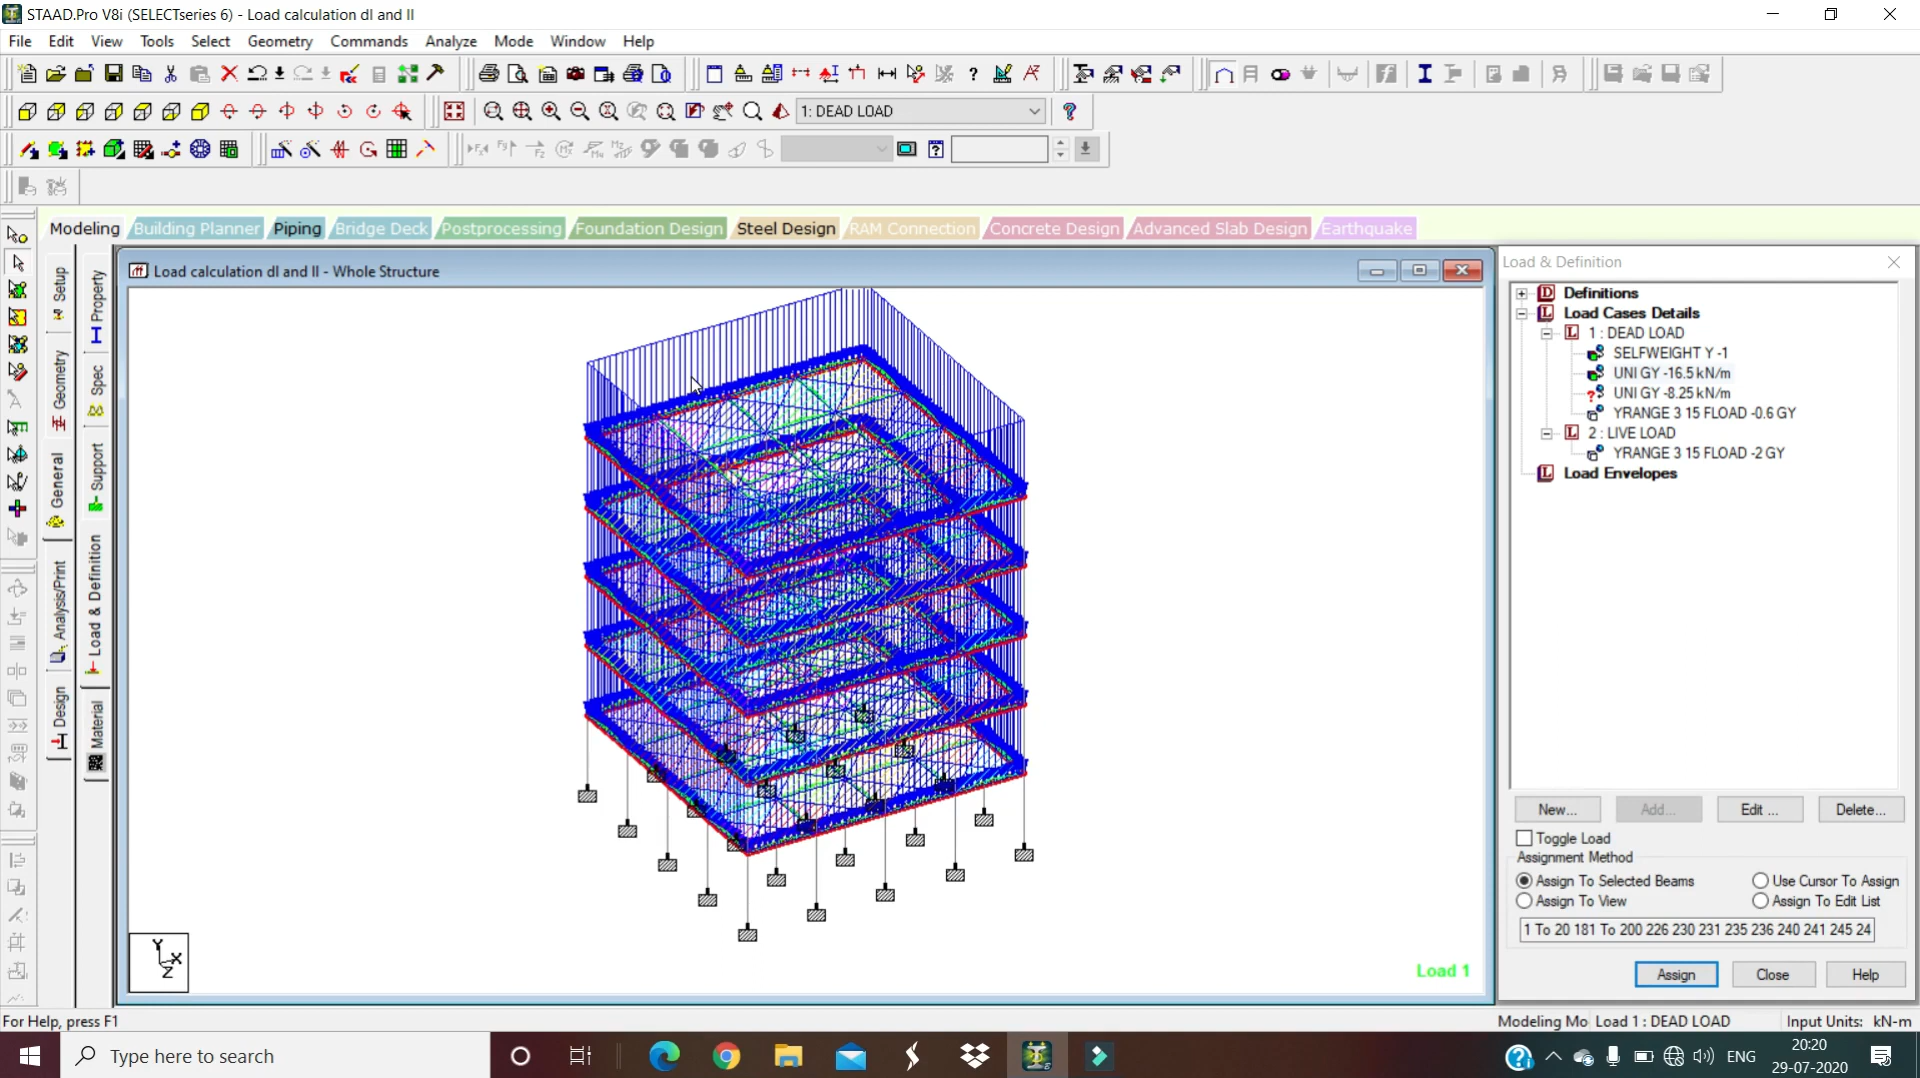 STAAD.Pro V8i (SELECTseries 6) - Load calculation dl and ll
File Edit View Tools Select Geometry Commands Analyze Mode Window Help
1: DEAD LOAD
Modeling Building Planner Piping Bridge Deck Postprocessing Foundation Design Steel Design RAM Connection Concrete Design Advanced Slab Design Earthquake
Setup
Geometry
General
Analysis/Print
Design
Property
Spec
Support
Load & Definition
Material
Load calculation dl and ll - Whole Structure
Y
X
Z
Load 1
Load & Definition
Definitions
Load Cases Details
1 : DEAD LOAD
SELFWEIGHT Y -1
UNI GY -16.5 kN/m
UNI GY -8.25 kN/m
YRANGE 3 15 FLOAD -0.6 GY
2 : LIVE LOAD
YRANGE 3 15 FLOAD -2 GY
Load Envelopes
New... Add... Edit ... Delete...
Toggle Load
Assignment Method
Assign To Selected Beams Use Cursor To Assign
Assign To View Assign To Edit List
1 To 20 181 To 200 226 230 231 235 236 240 241 245 24
Assign Close Help
For Help, press F1
Modeling Mo Load 1 : DEAD LOAD Input Units: kN-m
Type here to search
ENG
20:20
29-07-2020